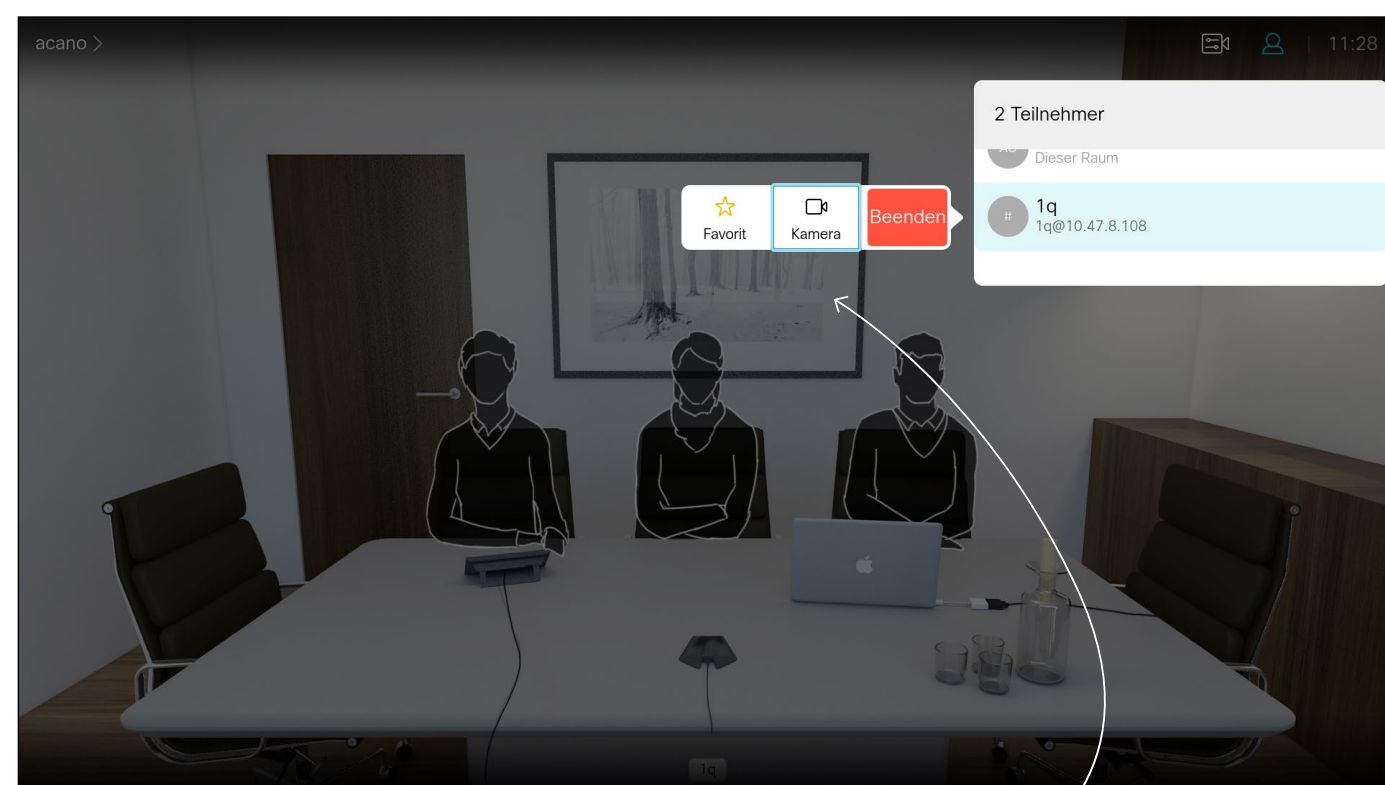 acano >
11:28
2 Teilnehmer
Dieser Raum
Favorit
Kamera
Beenden
#
1q
1q@10.47.8.108
1q